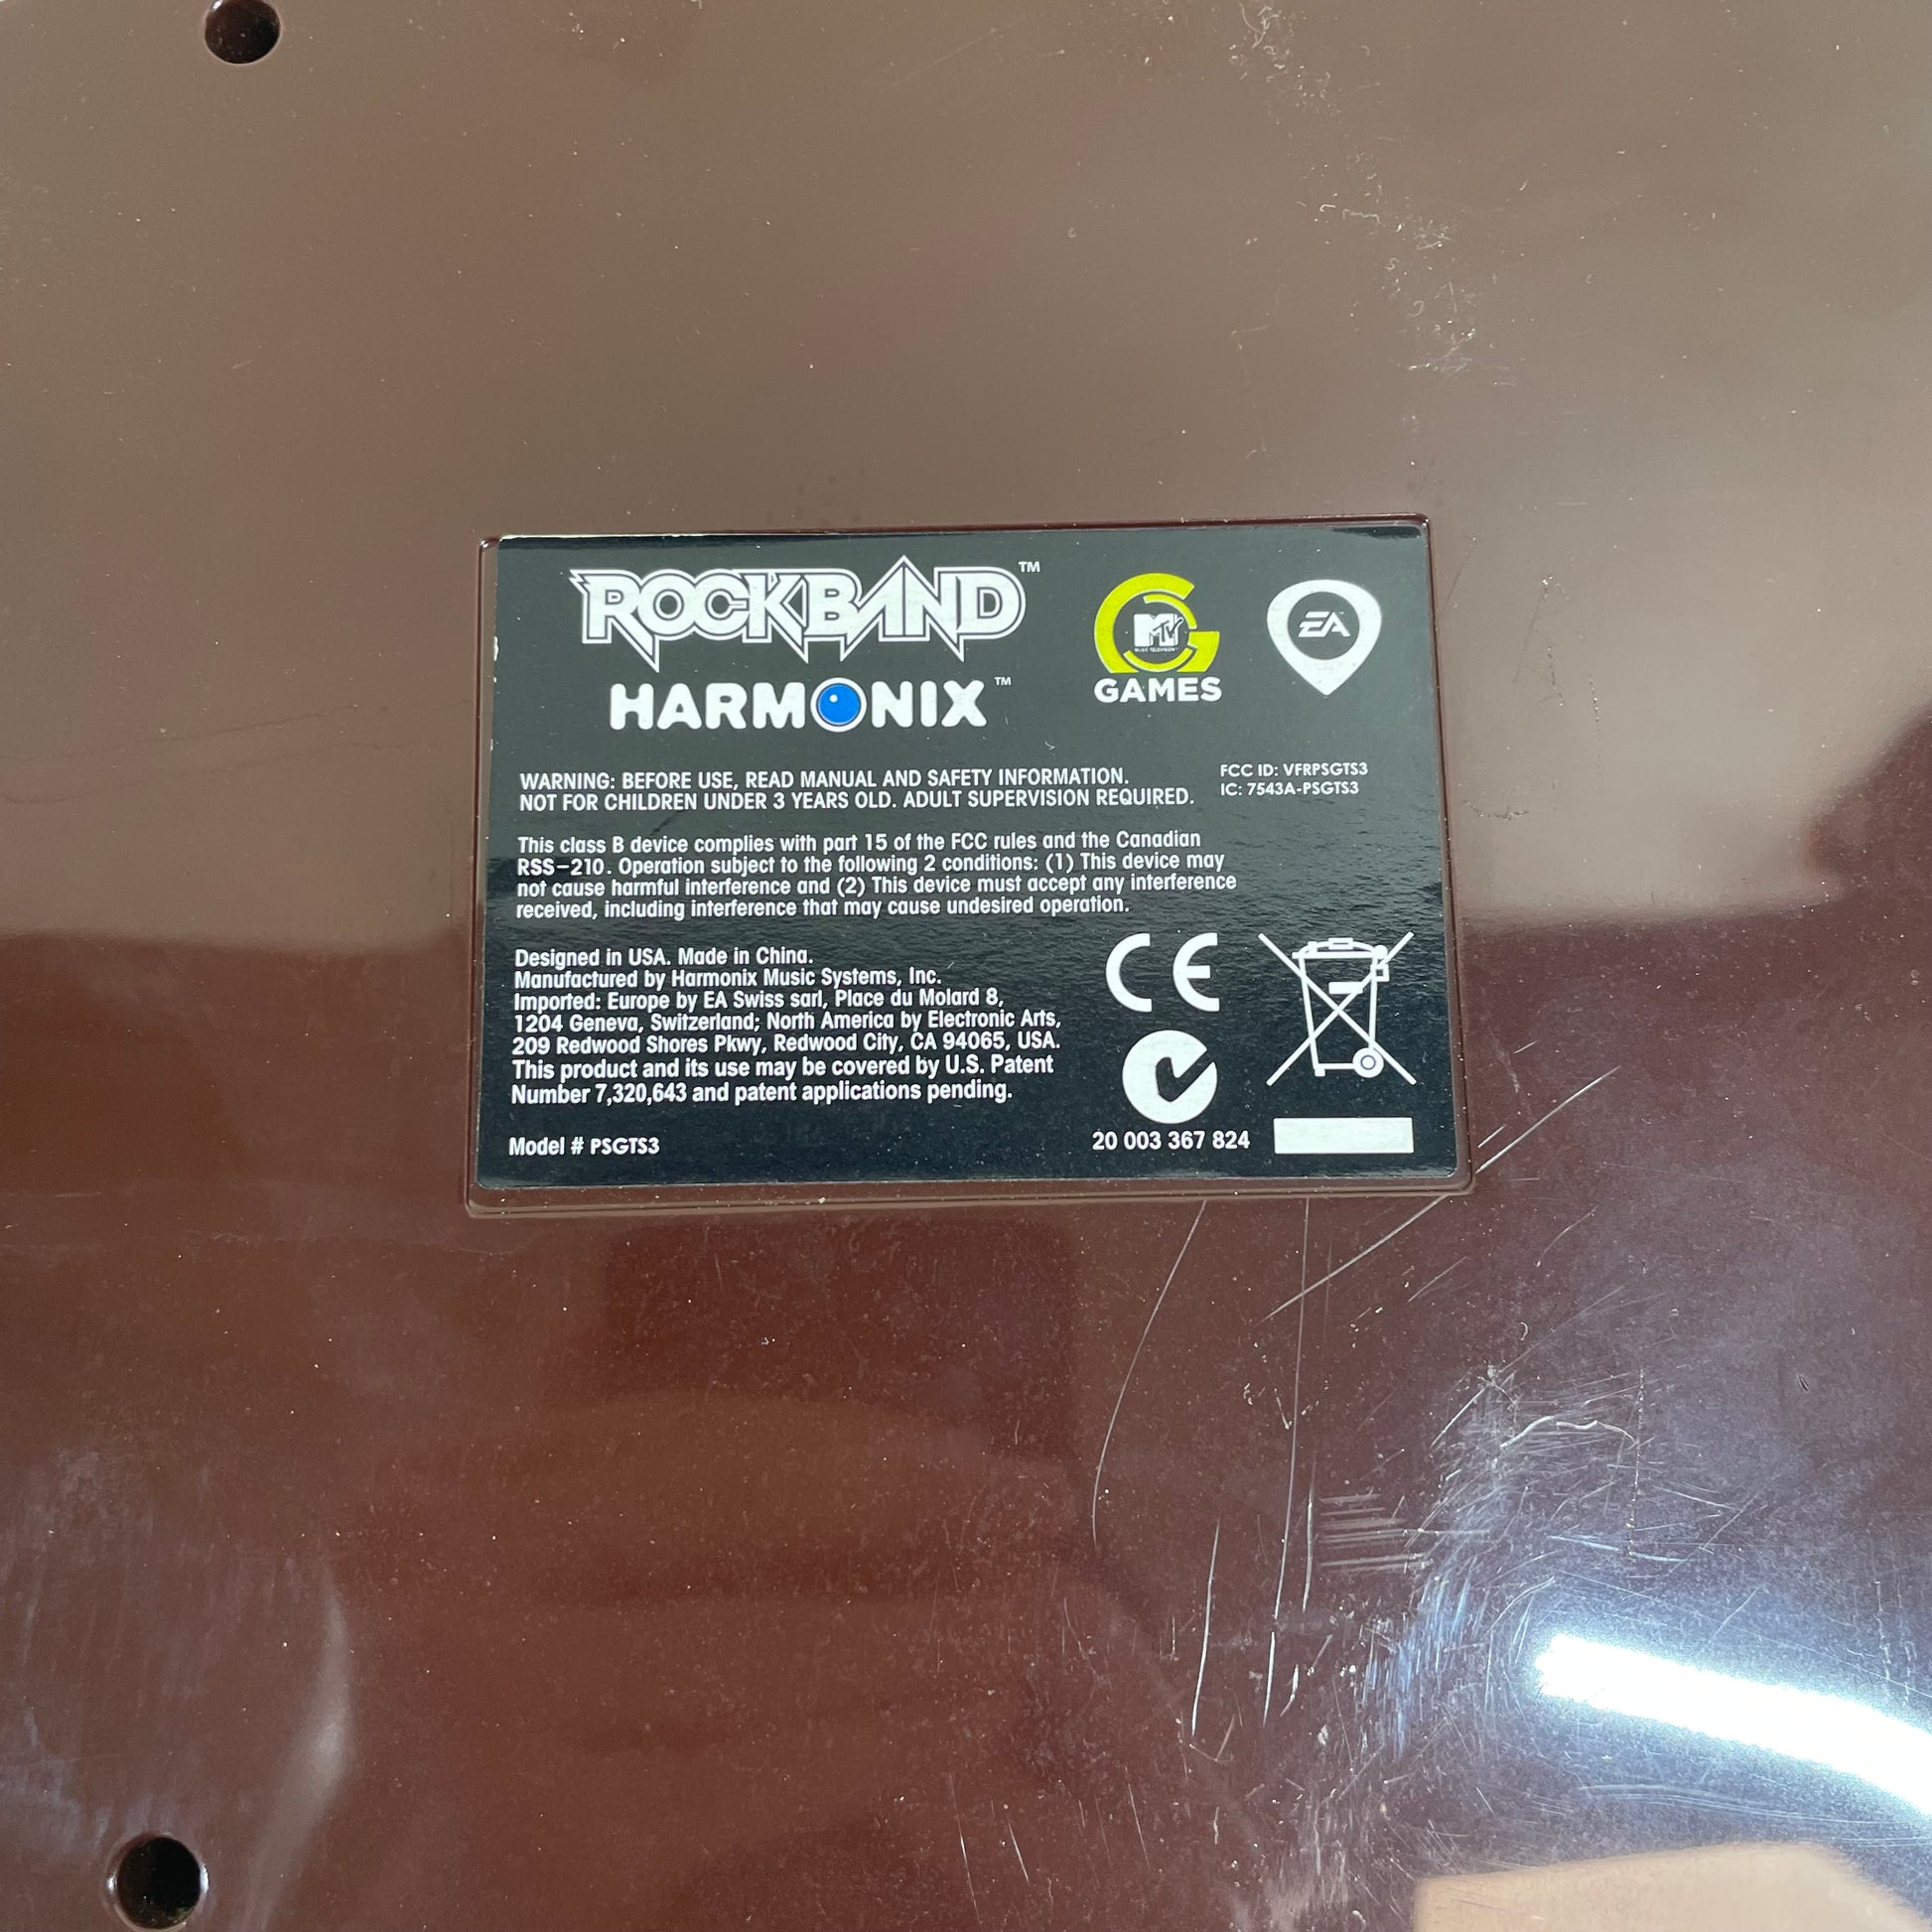 ROCKBAND™
HARMONIX™
MTV
MUSIC TELEVISION
GAMES
EA
WARNING: BEFORE USE, READ MANUAL AND SAFETY INFORMATION.
NOT FOR CHILDREN UNDER 3 YEARS OLD. ADULT SUPERVISION REQUIRED.
FCC ID: VFRPSGTS3
IC: 7543A-PSGTS3
This class B device complies with part 15 of the FCC rules and the Canadian
RSS-210. Operation subject to the following 2 conditions: (1) This device may
not cause harmful interference and (2) This device must accept any interference
received, including interference that may cause undesired operation.
Designed in USA. Made in China.
Manufactured by Harmonix Music Systems, Inc.
Imported: Europe by EA Swiss sarl, Place du Molard 8,
1204 Geneva, Switzerland; North America by Electronic Arts,
209 Redwood Shores Pkwy, Redwood City, CA 94065, USA.
This product and its use may be covered by U.S. Patent
Number 7,320,643 and patent applications pending.
CE
20 003 367 824
Model # PSGTS3